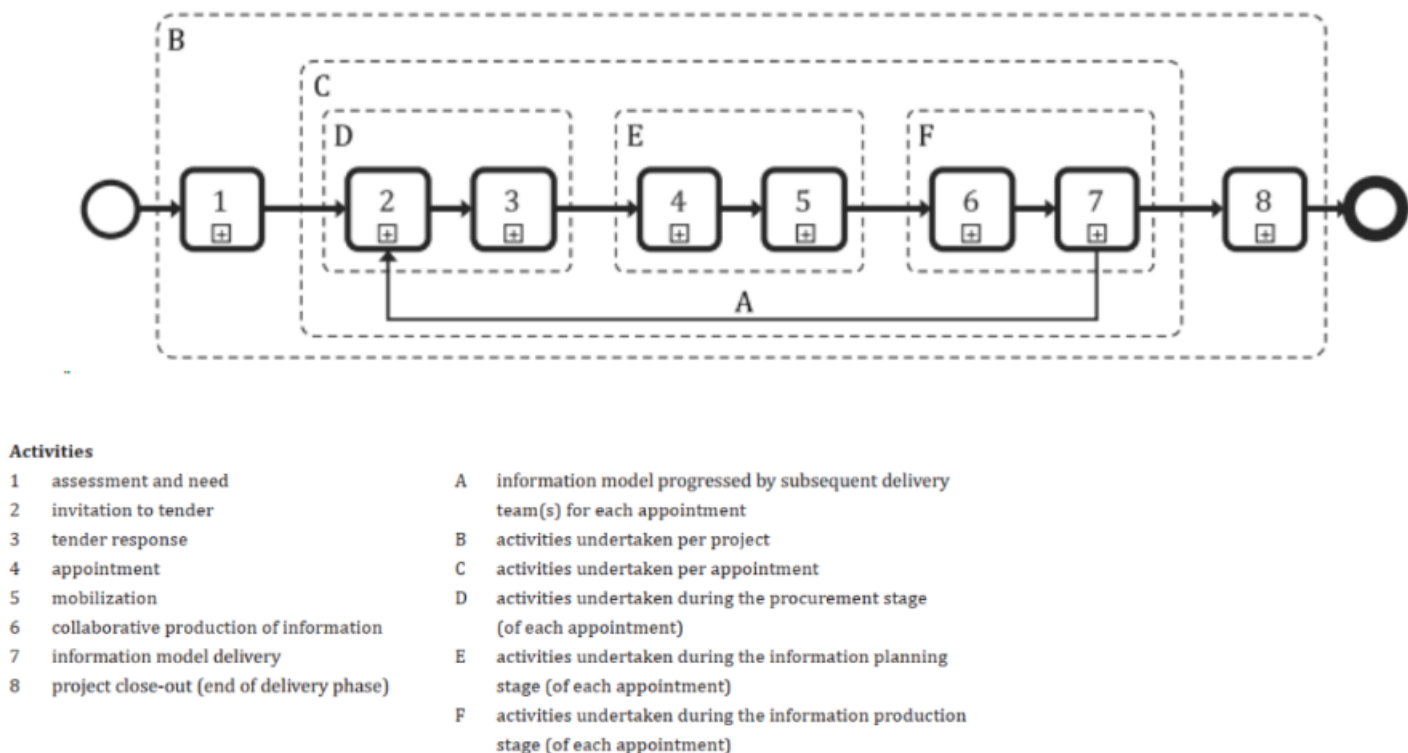 B
C
D
E
F
1
2
3
4
5
6
7
8
A
Activities
1 assessment and need
2 invitation to tender
3 tender response
4 appointment
5 mobilization
6 collaborative production of information
7 information model delivery
8 project close-out (end of delivery phase)
A information model progressed by subsequent delivery
team(s) for each appointment
B activities undertaken per project
C activities undertaken per appointment
D activities undertaken during the procurement stage
(of each appointment)
E activities undertaken during the information planning
stage (of each appointment)
F activities undertaken during the information production
stage (of each appointment)